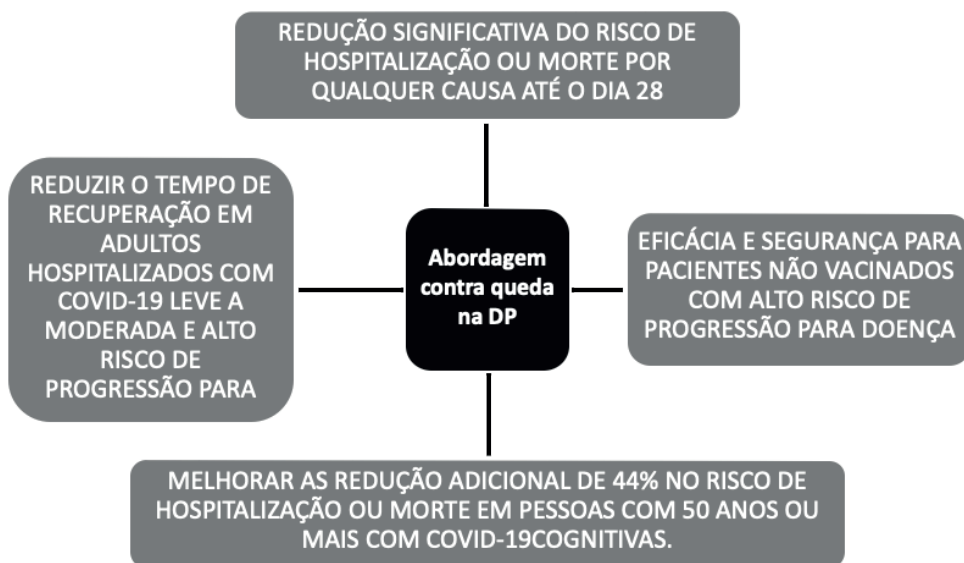 REDUÇÃO SIGNIFICATIVA DO RISCO DE
HOSPITALIZAÇÃO OU MORTE POR
QUALQUER CAUSA ATÉ O DIA 28
REDUZIR O TEMPO DE
RECUPERAÇÃO EM
ADULTOS
HOSPITALIZADOS COM
COVID-19 LEVE A
MODERADA E ALTO
RISCO DE
PROGRESSÃO PARA
Abordagem
contra queda
na DP
EFICÁCIA E SEGURANÇA PARA
PACIENTES NÃO VACINADOS
COM ALTO RISCO DE
PROGRESSÃO PARA DOENÇA
MELHORAR AS REDUÇÃO ADICIONAL DE 44% NO RISCO DE
HOSPITALIZAÇÃO OU MORTE EM PESSOAS COM 50 ANOS OU
MAIS COM COVID-19COGNITIVAS.